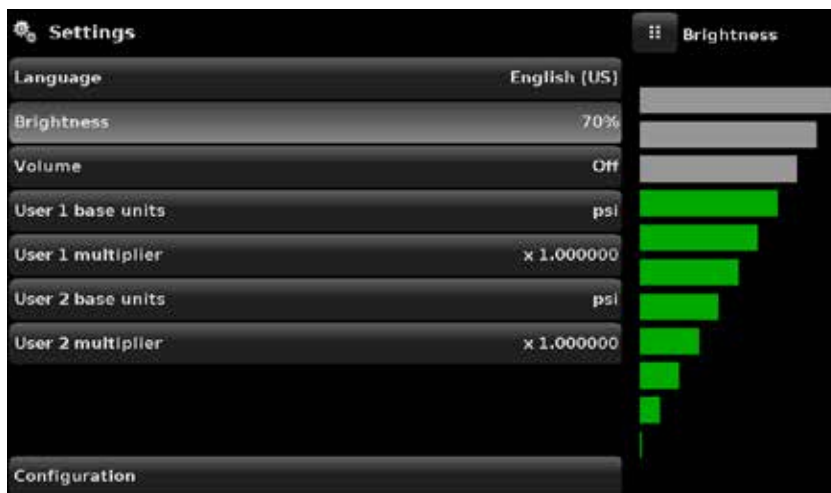 Settings
Language English (US)
Brightness 70%
Volume Off
User 1 base units psi
User 1 multiplier x 1.000000
User 2 base units psi
User 2 multiplier x 1.000000
Configuration
Brightness